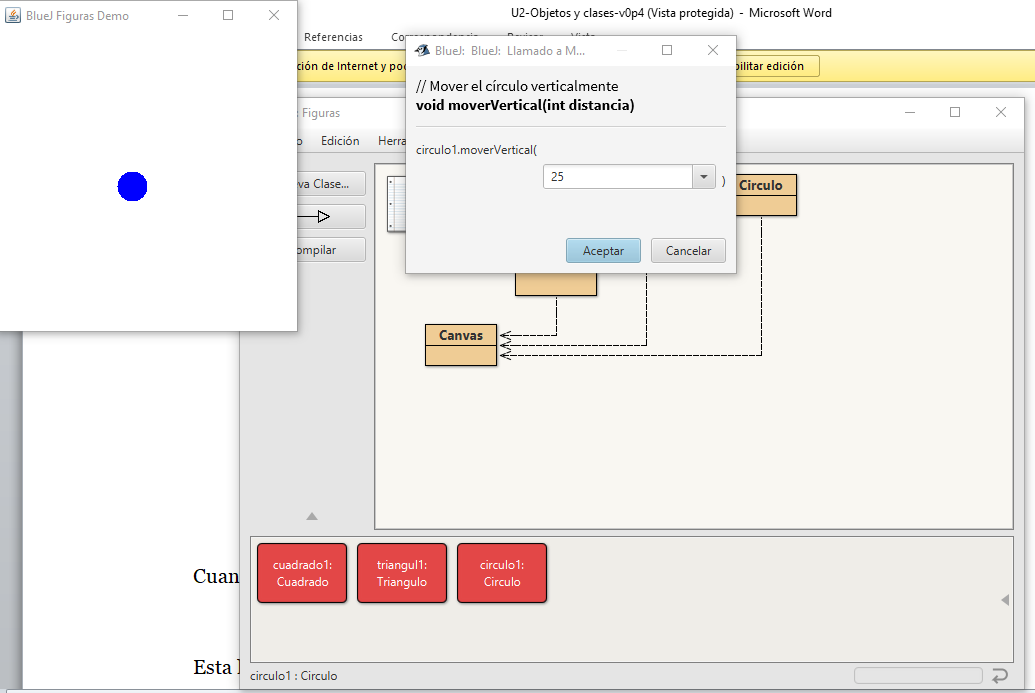 BlueJ Figuras Demo
U2-Objetos y clases-v0p4 (Vista protegida) - Microsoft Word
Referencias
ción de Internet y
bilitar edición
BlueJ: BlueJ: Llamado a M...
// Mover el círculo verticalmente
void moverVertical(int distancia)
circulo1.moverVertical(
25
)
Aceptar
Cancelar
: Figuras
Edición
Herra
va Clase...
ompilar
Circulo
Canvas
cuadrado1:
Cuadrado
triangul1:
Triangulo
circulo1:
Circulo
circulo1 : Circulo
Cuan
Esta